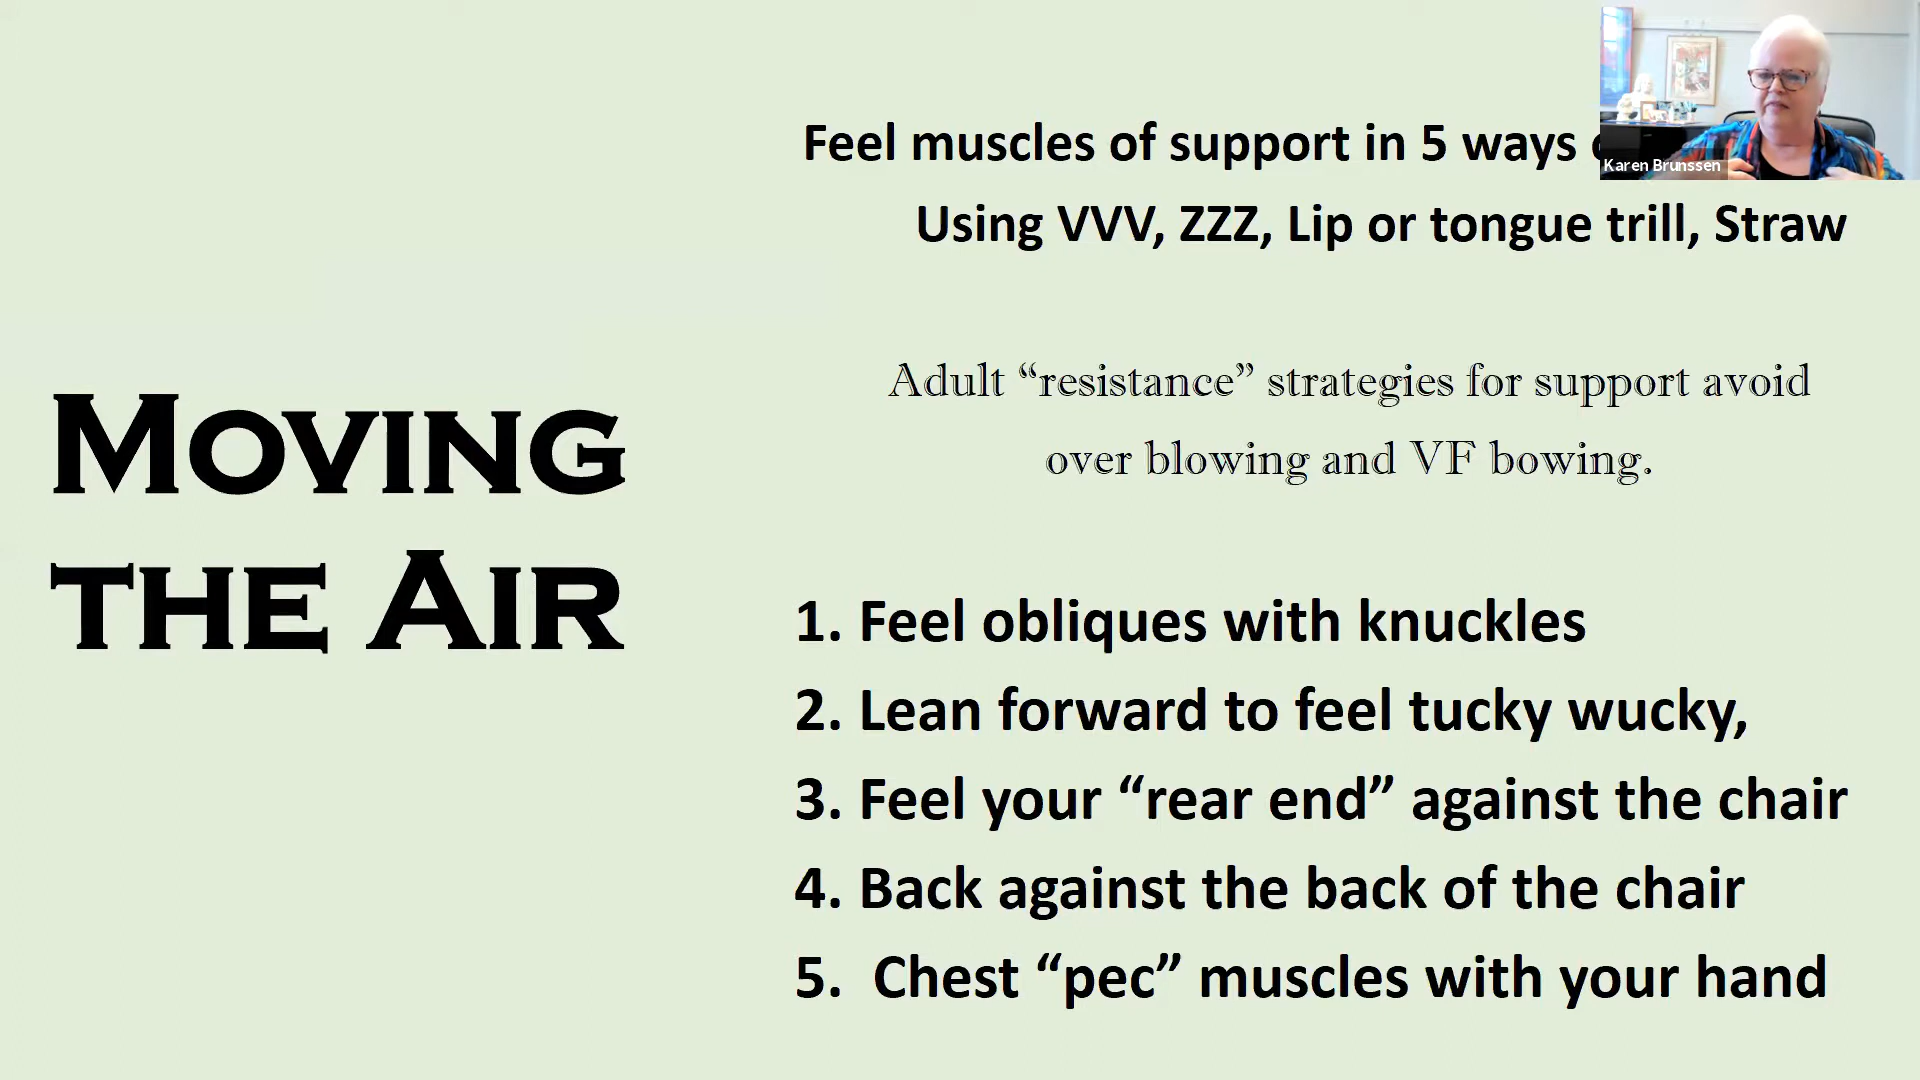 MOVING
THE AIR
Feel muscles of support in 5 ways
Using VVV, ZZZ, Lip or tongue trill, Straw
Adult “resistance” strategies for support avoid
over blowing and VF bowing.
1. Feel obliques with knuckles
2. Lean forward to feel tucky wucky,
3. Feel your “rear end” against the chair
4. Back against the back of the chair
5. Chest “pec” muscles with your hand
Karen Brunssen